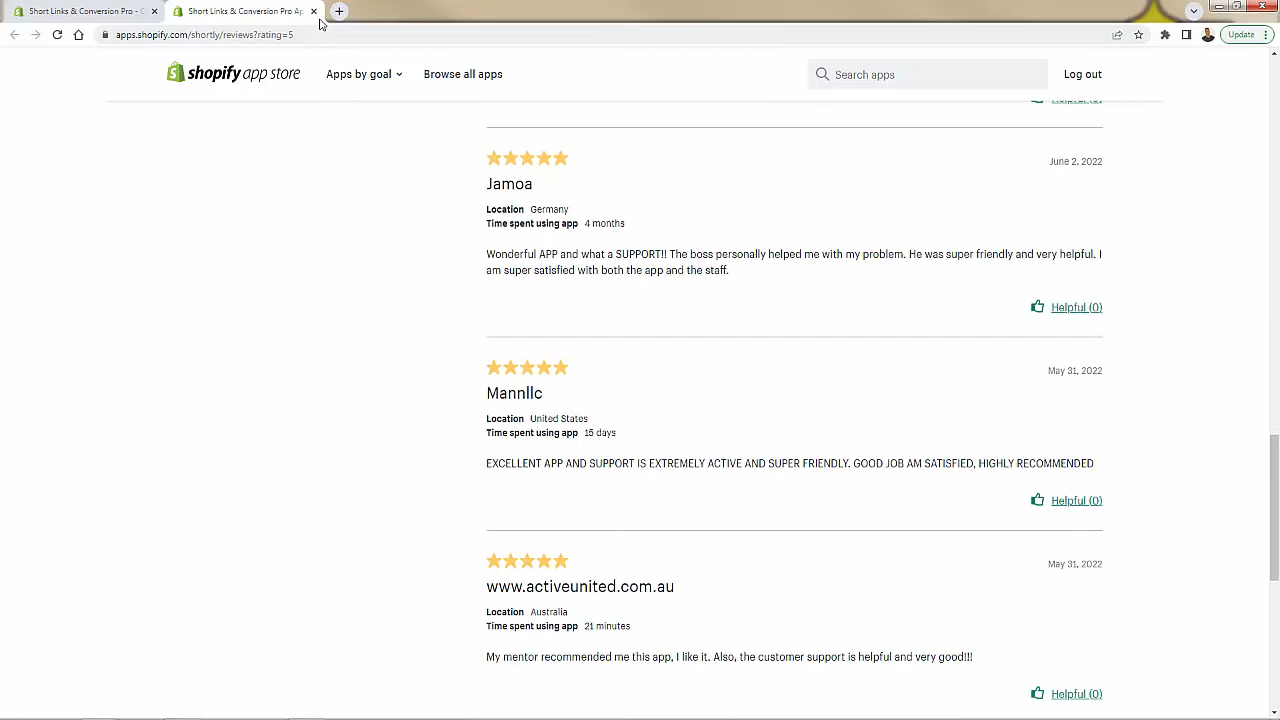 Short Links & Conversion Pro - C
Short Links & Conversion Pro Ap
apps.shopify.com/shortly/reviews?rating=5
Update
shopify app store
Apps by goal
Browse all apps
Search apps
Log out
Helpful (0)
June 2, 2022
Jamoa
Location Germany
Time spent using app 4 months
Wonderful APP and what a SUPPORT!! The boss personally helped me with my problem. He was super friendly and very helpful. I
am super satisfied with both the app and the staff.
Helpful (0)
May 31, 2022
Mannllc
Location United States
Time spent using app 15 days
EXCELLENT APP AND SUPPORT IS EXTREMELY ACTIVE AND SUPER FRIENDLY. GOOD JOB AM SATISFIED, HIGHLY RECOMMENDED
Helpful (0)
May 31, 2022
www.activeunited.com.au
Location Australia
Time spent using app 21 minutes
My mentor recommended me this app, I like it. Also, the customer support is helpful and very good!!!
Helpful (0)